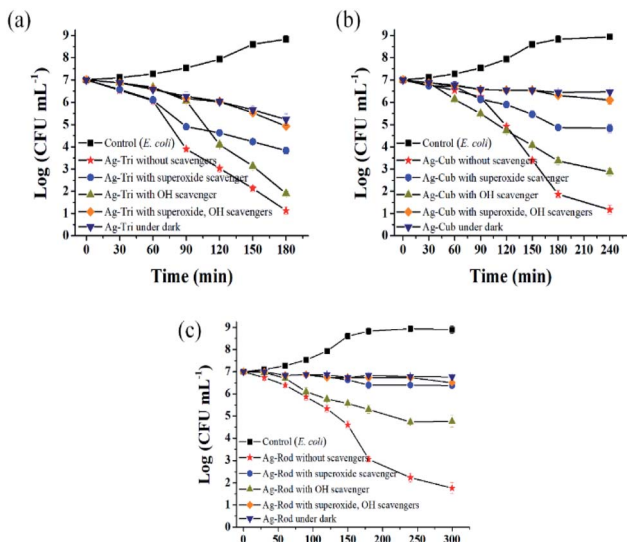 (a)
9
8
7
6
5
4
3
2
1
0
Log (CFU mL-1)
Control (E. coli)
Ag-Tri without scavengers
Ag-Tri with superoxide scavenger
Ag-Tri with OH scavenger
Ag-Tri with superoxide, OH scavengers
Ag-Tri under dark
0 30 60 90 120 150 180
Time (min)
(b)
9
8
7
6
5
4
3
2
1
0
Log (CFU mL-1)
Control (E. coli)
Ag-Cub without scavengers
Ag-Cub with superoxide scavenger
Ag-Cub with OH scavenger
Ag-Cub with superoxide, OH scavengers
Ag-Cub under dark
0 30 60 90 120 150 180 210 240
Time (min)
(c)
9
8
7
6
5
4
3
2
1
0
Log (CFU mL-1)
Control (E. coli)
Ag-Rod without scavengers
Ag-Rod with superoxide scavenger
Ag-Rod with OH scavenger
Ag-Rod with superoxide, OH scavengers
Ag-Rod under dark
0 50 100 150 200 250 300